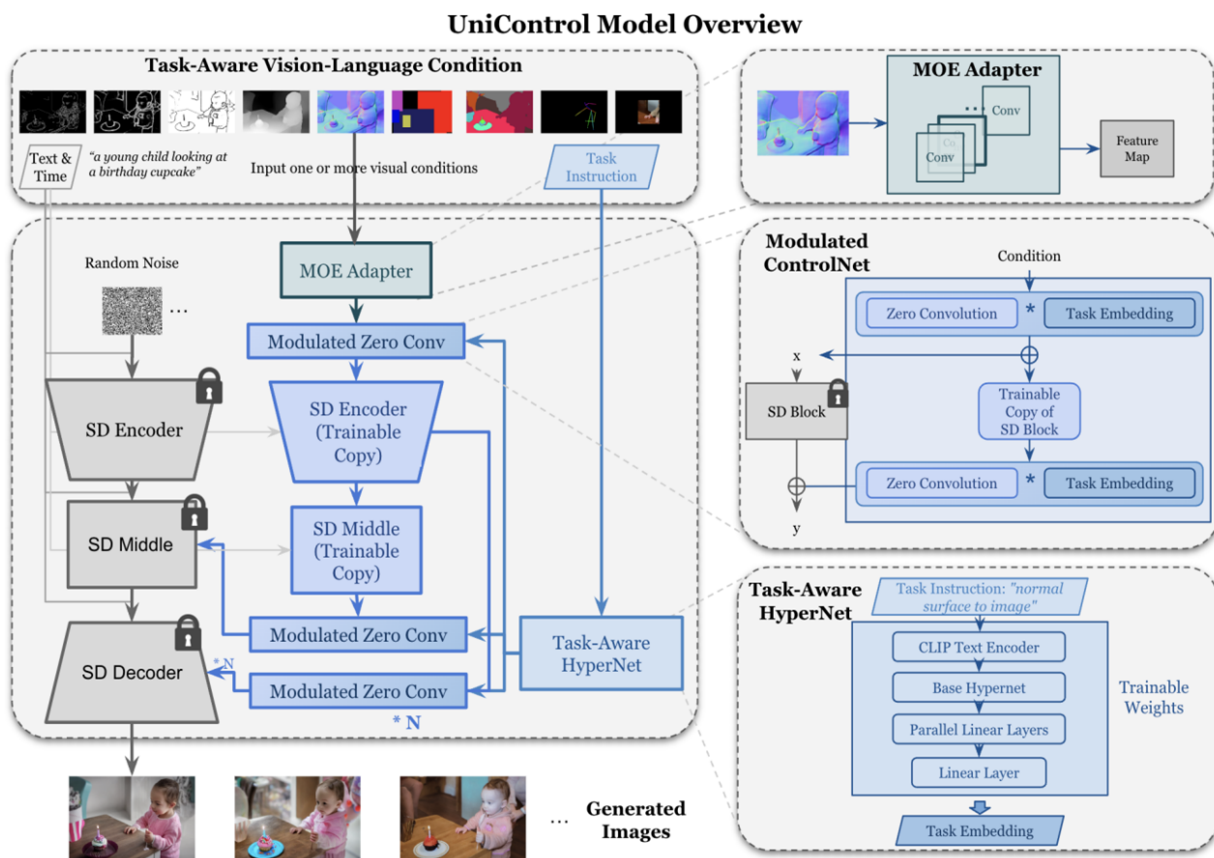 UniControl Model Overview
Task-Aware Vision-Language Condition
Text &
Time
"a young child looking at
a birthday cupcake"
Input one or more visual conditions
Task
Instruction
Random Noise
...
MOE Adapter
Modulated Zero Conv
SD Encoder
SD Encoder
(Trainable
Copy)
SD Middle
SD Middle
(Trainable
Copy)
Modulated Zero Conv
SD Decoder
* N
Modulated Zero Conv
* N
Task-Aware
HyperNet
...
Generated
Images
MOE Adapter
...
Conv
Co
Conv
Feature
Map
Modulated
ControlNet
Condition
Zero Convolution * Task Embedding
x
SD Block
Trainable
Copy of
SD Block
Zero Convolution * Task Embedding
y
Task-Aware
HyperNet
Task Instruction: "normal
surface to image"
CLIP Text Encoder
Base Hypernet
Parallel Linear Layers
Linear Layer
Trainable
Weights
Task Embedding